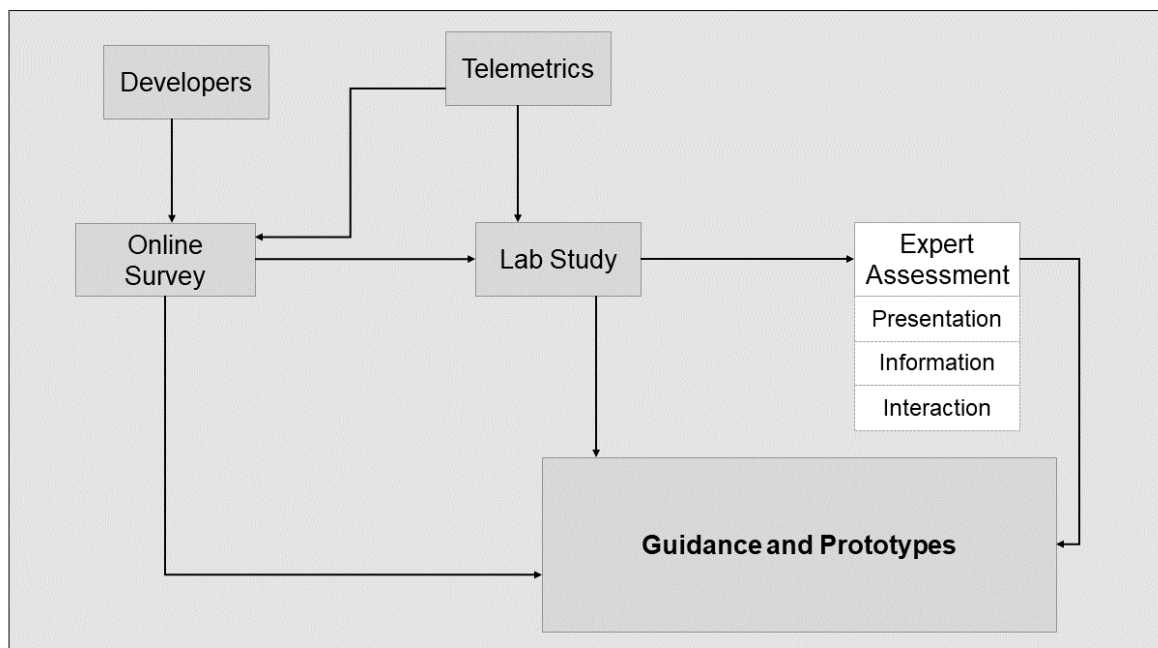 Developers
Telemetrics
Online
Survey
Lab Study
Expert
Assessment
Presentation
Information
Interaction
Guidance and Prototypes